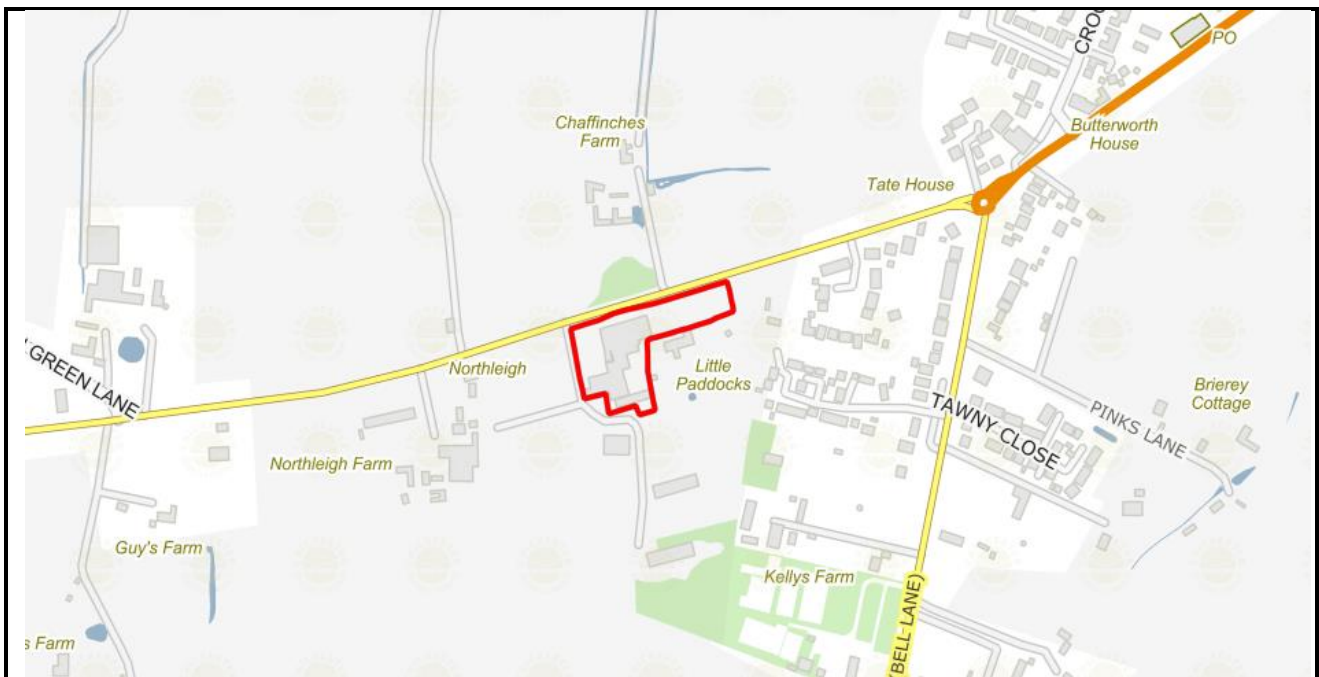 CROO
PO
Chaffinches
Farm
Butterworth
House
Tate House
GREEN LANE
Northleigh
Little
Paddocks
Brierey
Cottage
TAWNY CLOSE
PINKS LANE
Northleigh Farm
Guy's Farm
Kellys Farm
s Farm
(BELL LANE)